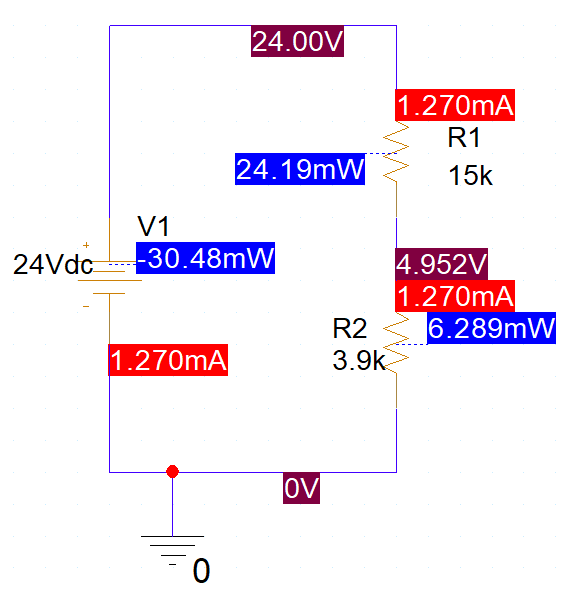 24.00V
1.270mA
R1
24.19mW
15k
V1
+
-30.48mW
24Vdc
4.952V
1.270mA
-
R2
6.289mW
3.9k
1.270mA
0V
0